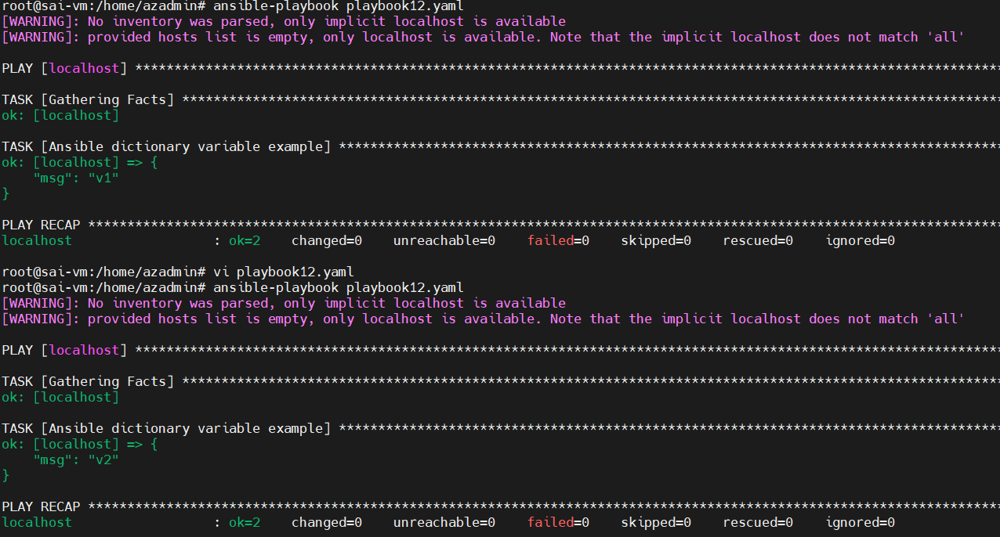 root@sai-vm:/home/azadmin# ansible-playbook playbook12.yaml
[WARNING]: No inventory was parsed, only implicit localhost is available
[WARNING]: provided hosts list is empty, only localhost is available. Note that the implicit localhost does not match 'all'
PLAY [localhost] ***************************************************************************************************************
TASK [Gathering Facts] *********************************************************************************************************
ok: [localhost]
TASK [Ansible dictionary variable example] *************************************************************************************
ok: [localhost] => {
    "msg": "v1"
}
PLAY RECAP *********************************************************************************************************************
localhost                  : ok=2    changed=0    unreachable=0    failed=0    skipped=0    rescued=0    ignored=0
root@sai-vm:/home/azadmin# vi playbook12.yaml
root@sai-vm:/home/azadmin# ansible-playbook playbook12.yaml
[WARNING]: No inventory was parsed, only implicit localhost is available
[WARNING]: provided hosts list is empty, only localhost is available. Note that the implicit localhost does not match 'all'
PLAY [localhost] ***************************************************************************************************************
TASK [Gathering Facts] *********************************************************************************************************
ok: [localhost]
TASK [Ansible dictionary variable example] *************************************************************************************
ok: [localhost] => {
    "msg": "v2"
}
PLAY RECAP *********************************************************************************************************************
localhost                  : ok=2    changed=0    unreachable=0    failed=0    skipped=0    rescued=0    ignored=0